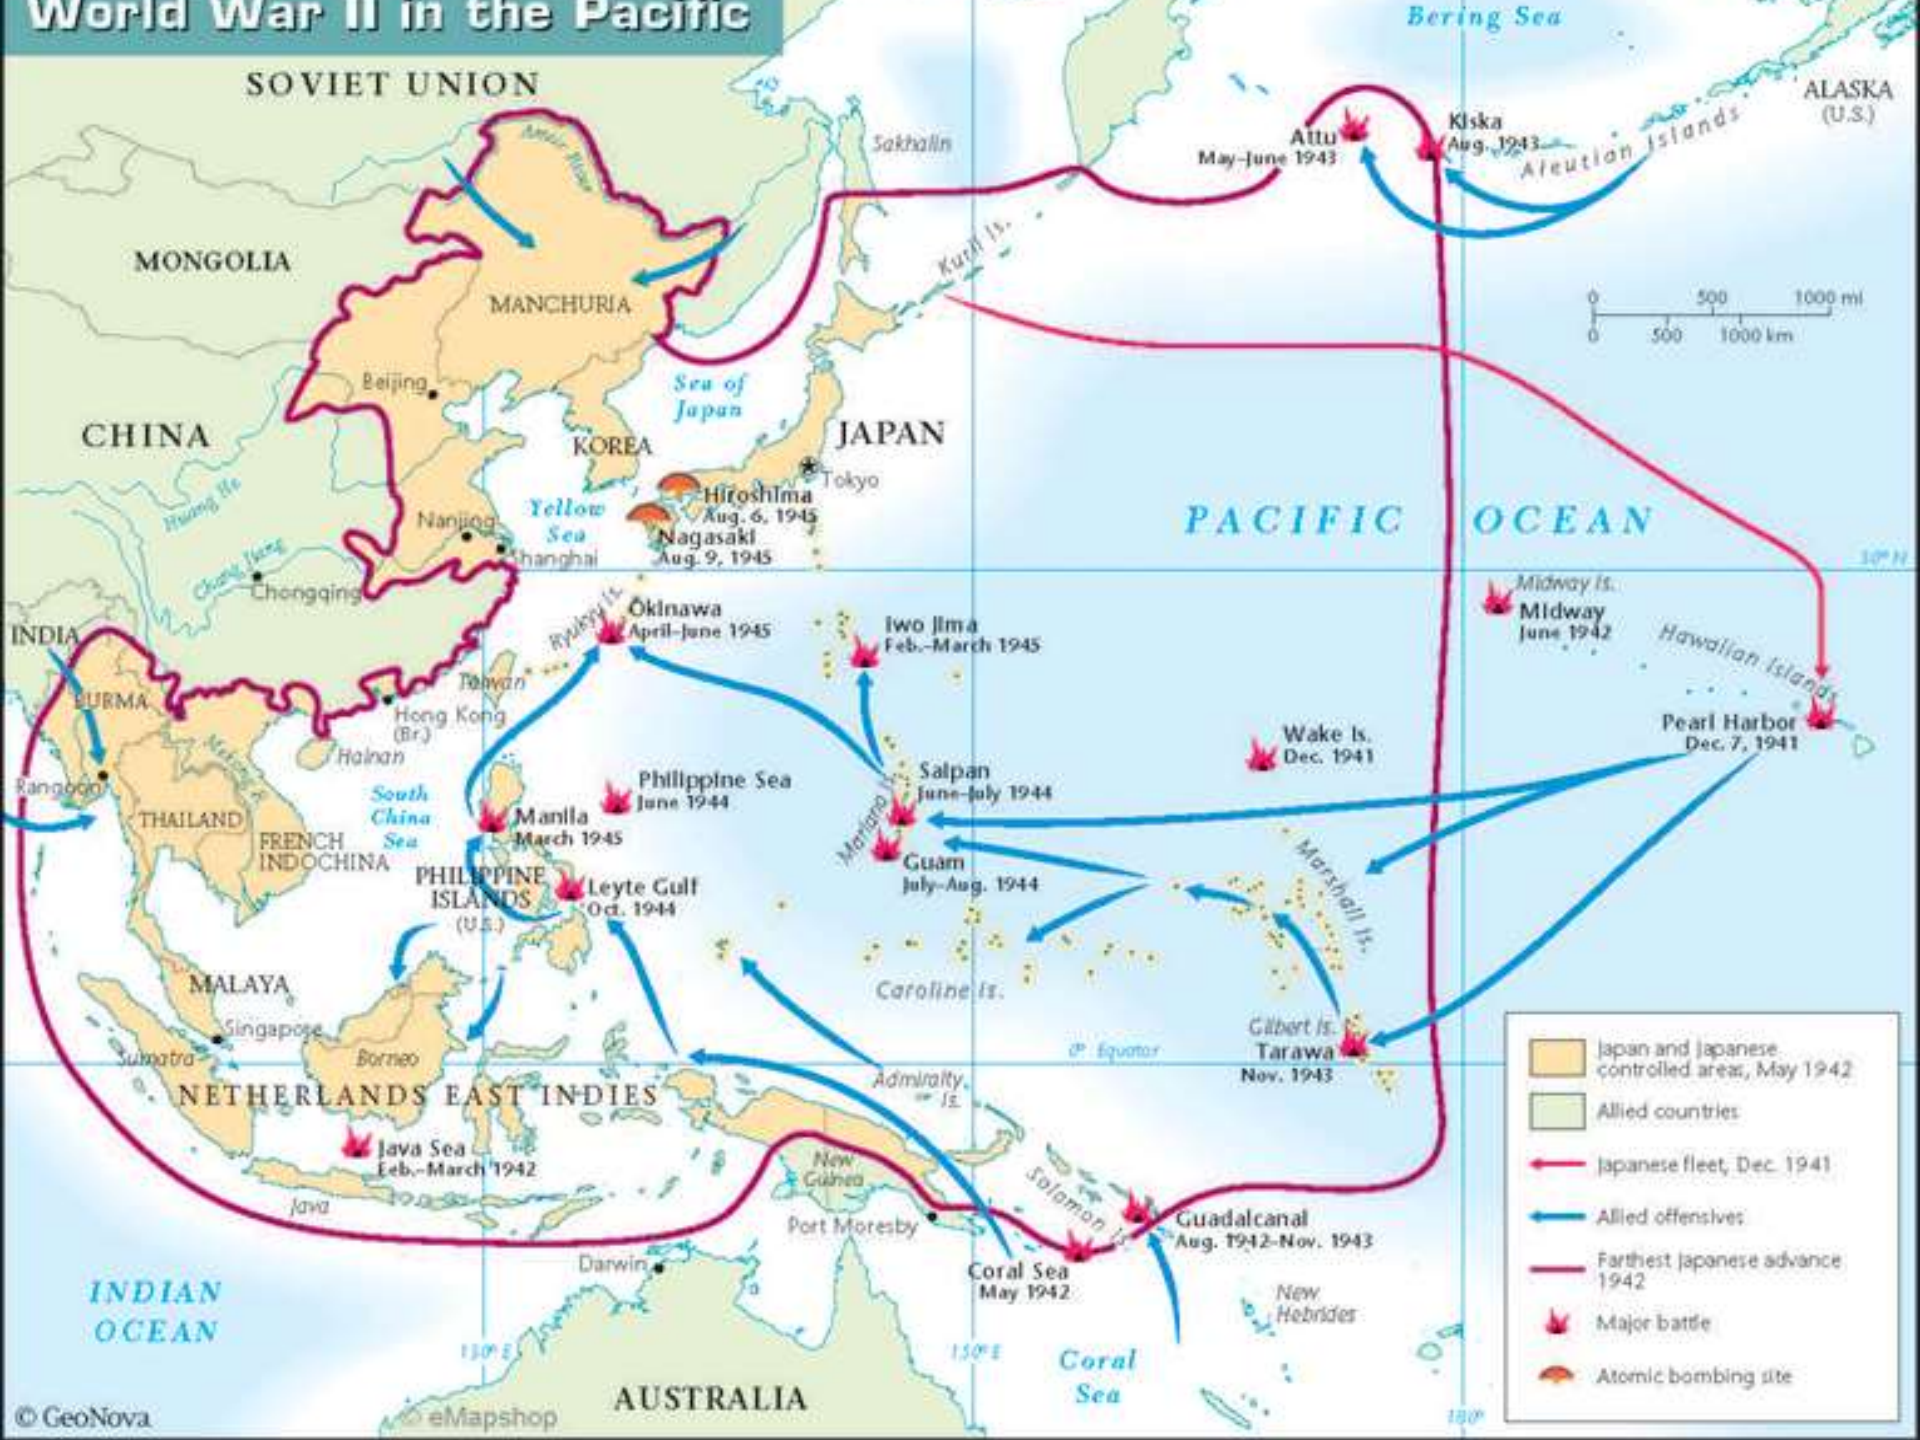 World War II in the Pacific
Bering Sea
SOVIET UNION
ALASKA
(U.S.)
Amur River
Sakhalin
Attu
May–June 1943
Kiska
Aug. 1943
Aleutian Islands
MONGOLIA
Kuril Is.
MANCHURIA
0 500 1000 mi
0 500 1000 km
Beijing
Sea of
Japan
CHINA
KOREA
JAPAN
Tokyo
Huang He
Hiroshima
Aug. 6, 1945
Yellow
Sea
Nanjing
Nagasaki
Aug. 9, 1945
Shanghai
PACIFIC OCEAN
30° N
Chang Jiang
Chongqing
Midway Is.
Midway
June 1942
INDIA
Ryukyu Is.
Okinawa
April–June 1945
Iwo Jima
Feb.–March 1945
Hawaiian Islands
BURMA
Taiwan
Hong Kong
(Br.)
Hainan
Mekong R.
Pearl Harbor
Dec. 7, 1941
Wake Is.
Dec. 1941
Rangoon
South
China
Sea
Philippine Sea
June 1944
Saipan
June–July 1944
Mariana Is.
THAILAND
FRENCH
INDOCHINA
Manila
March 1945
Guam
July–Aug. 1944
Marshall Is.
PHILIPPINE
ISLANDS
(U.S.)
Leyte Gulf
Oct. 1944
MALAYA
Caroline Is.
Singapore
Sumatra
Borneo
Gilbert Is.
Tarawa
Nov. 1943
0° Equator
NETHERLANDS EAST INDIES
Admiralty
Is.
Java Sea
Feb.–March 1942
Java
New
Guinea
Solomon Is.
Port Moresby
Guadalcanal
Aug. 1942–Nov. 1943
Darwin
Coral Sea
May 1942
INDIAN
OCEAN
New
Hebrides
130° E
150° E
Coral
Sea
180°
AUSTRALIA
© GeoNova
© eMapshop
Japan and Japanese
controlled areas, May 1942
Allied countries
Japanese fleet, Dec. 1941
Allied offensives
Farthest Japanese advance
1942
Major battle
Atomic bombing site